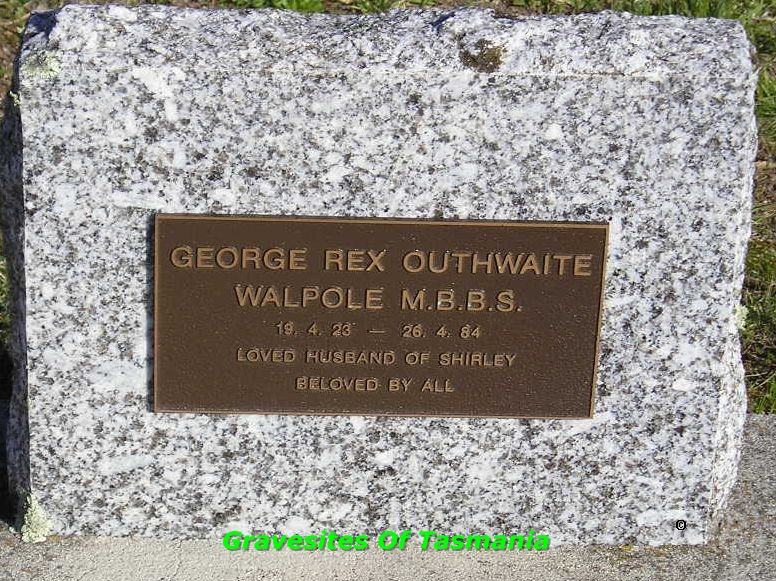 GEORGE REX OUTHWAITE
WALPOLE M.B.B.S.
19. 4. 23 — 26. 4. 84
LOVED HUSBAND OF SHIRLEY
BELOVED BY ALL
©
Gravesites Of Tasmania